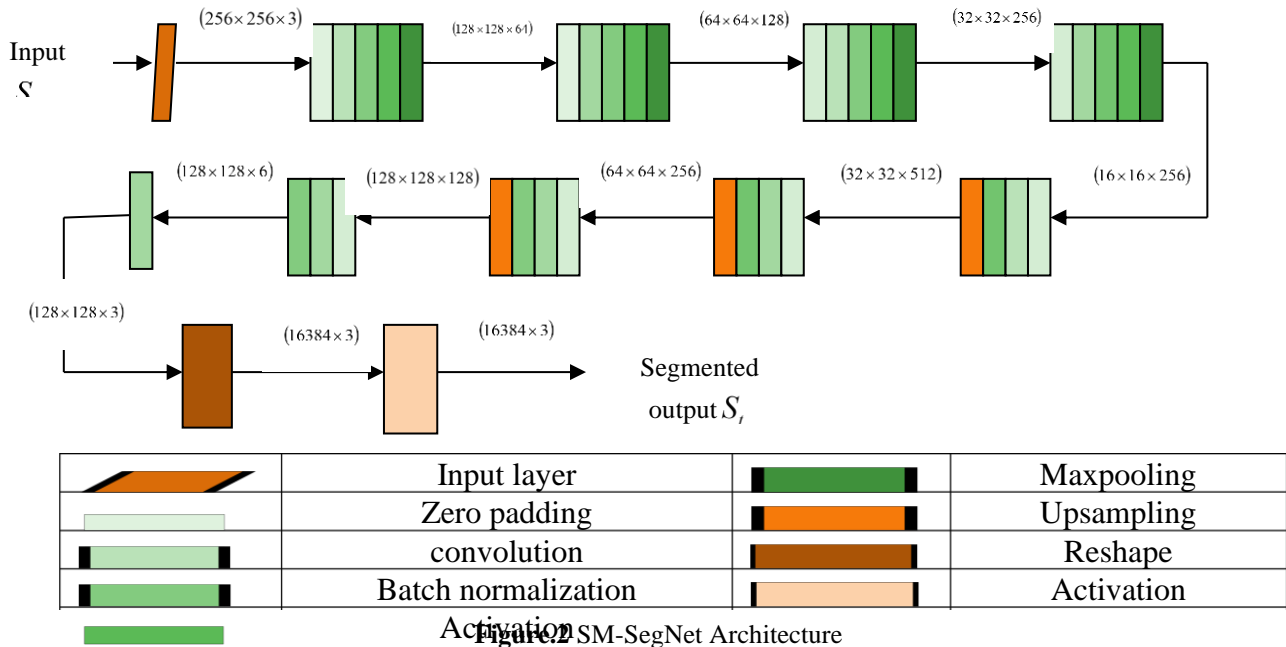 Input
S
(256×256×3)
(128×128×64)
(64×64×128)
(32×32×256)
(16×16×256)
(32×32×512)
(64×64×256)
(128×128×128)
(128×128×6)
(128×128×3)
(16384×3)
(16384×3)
Segmented
output S_t
Input layer
Maxpooling
Zero padding
Upsampling
convolution
Reshape
Batch normalization
Activation
Activation
Figure.2 SM-SegNet Architecture